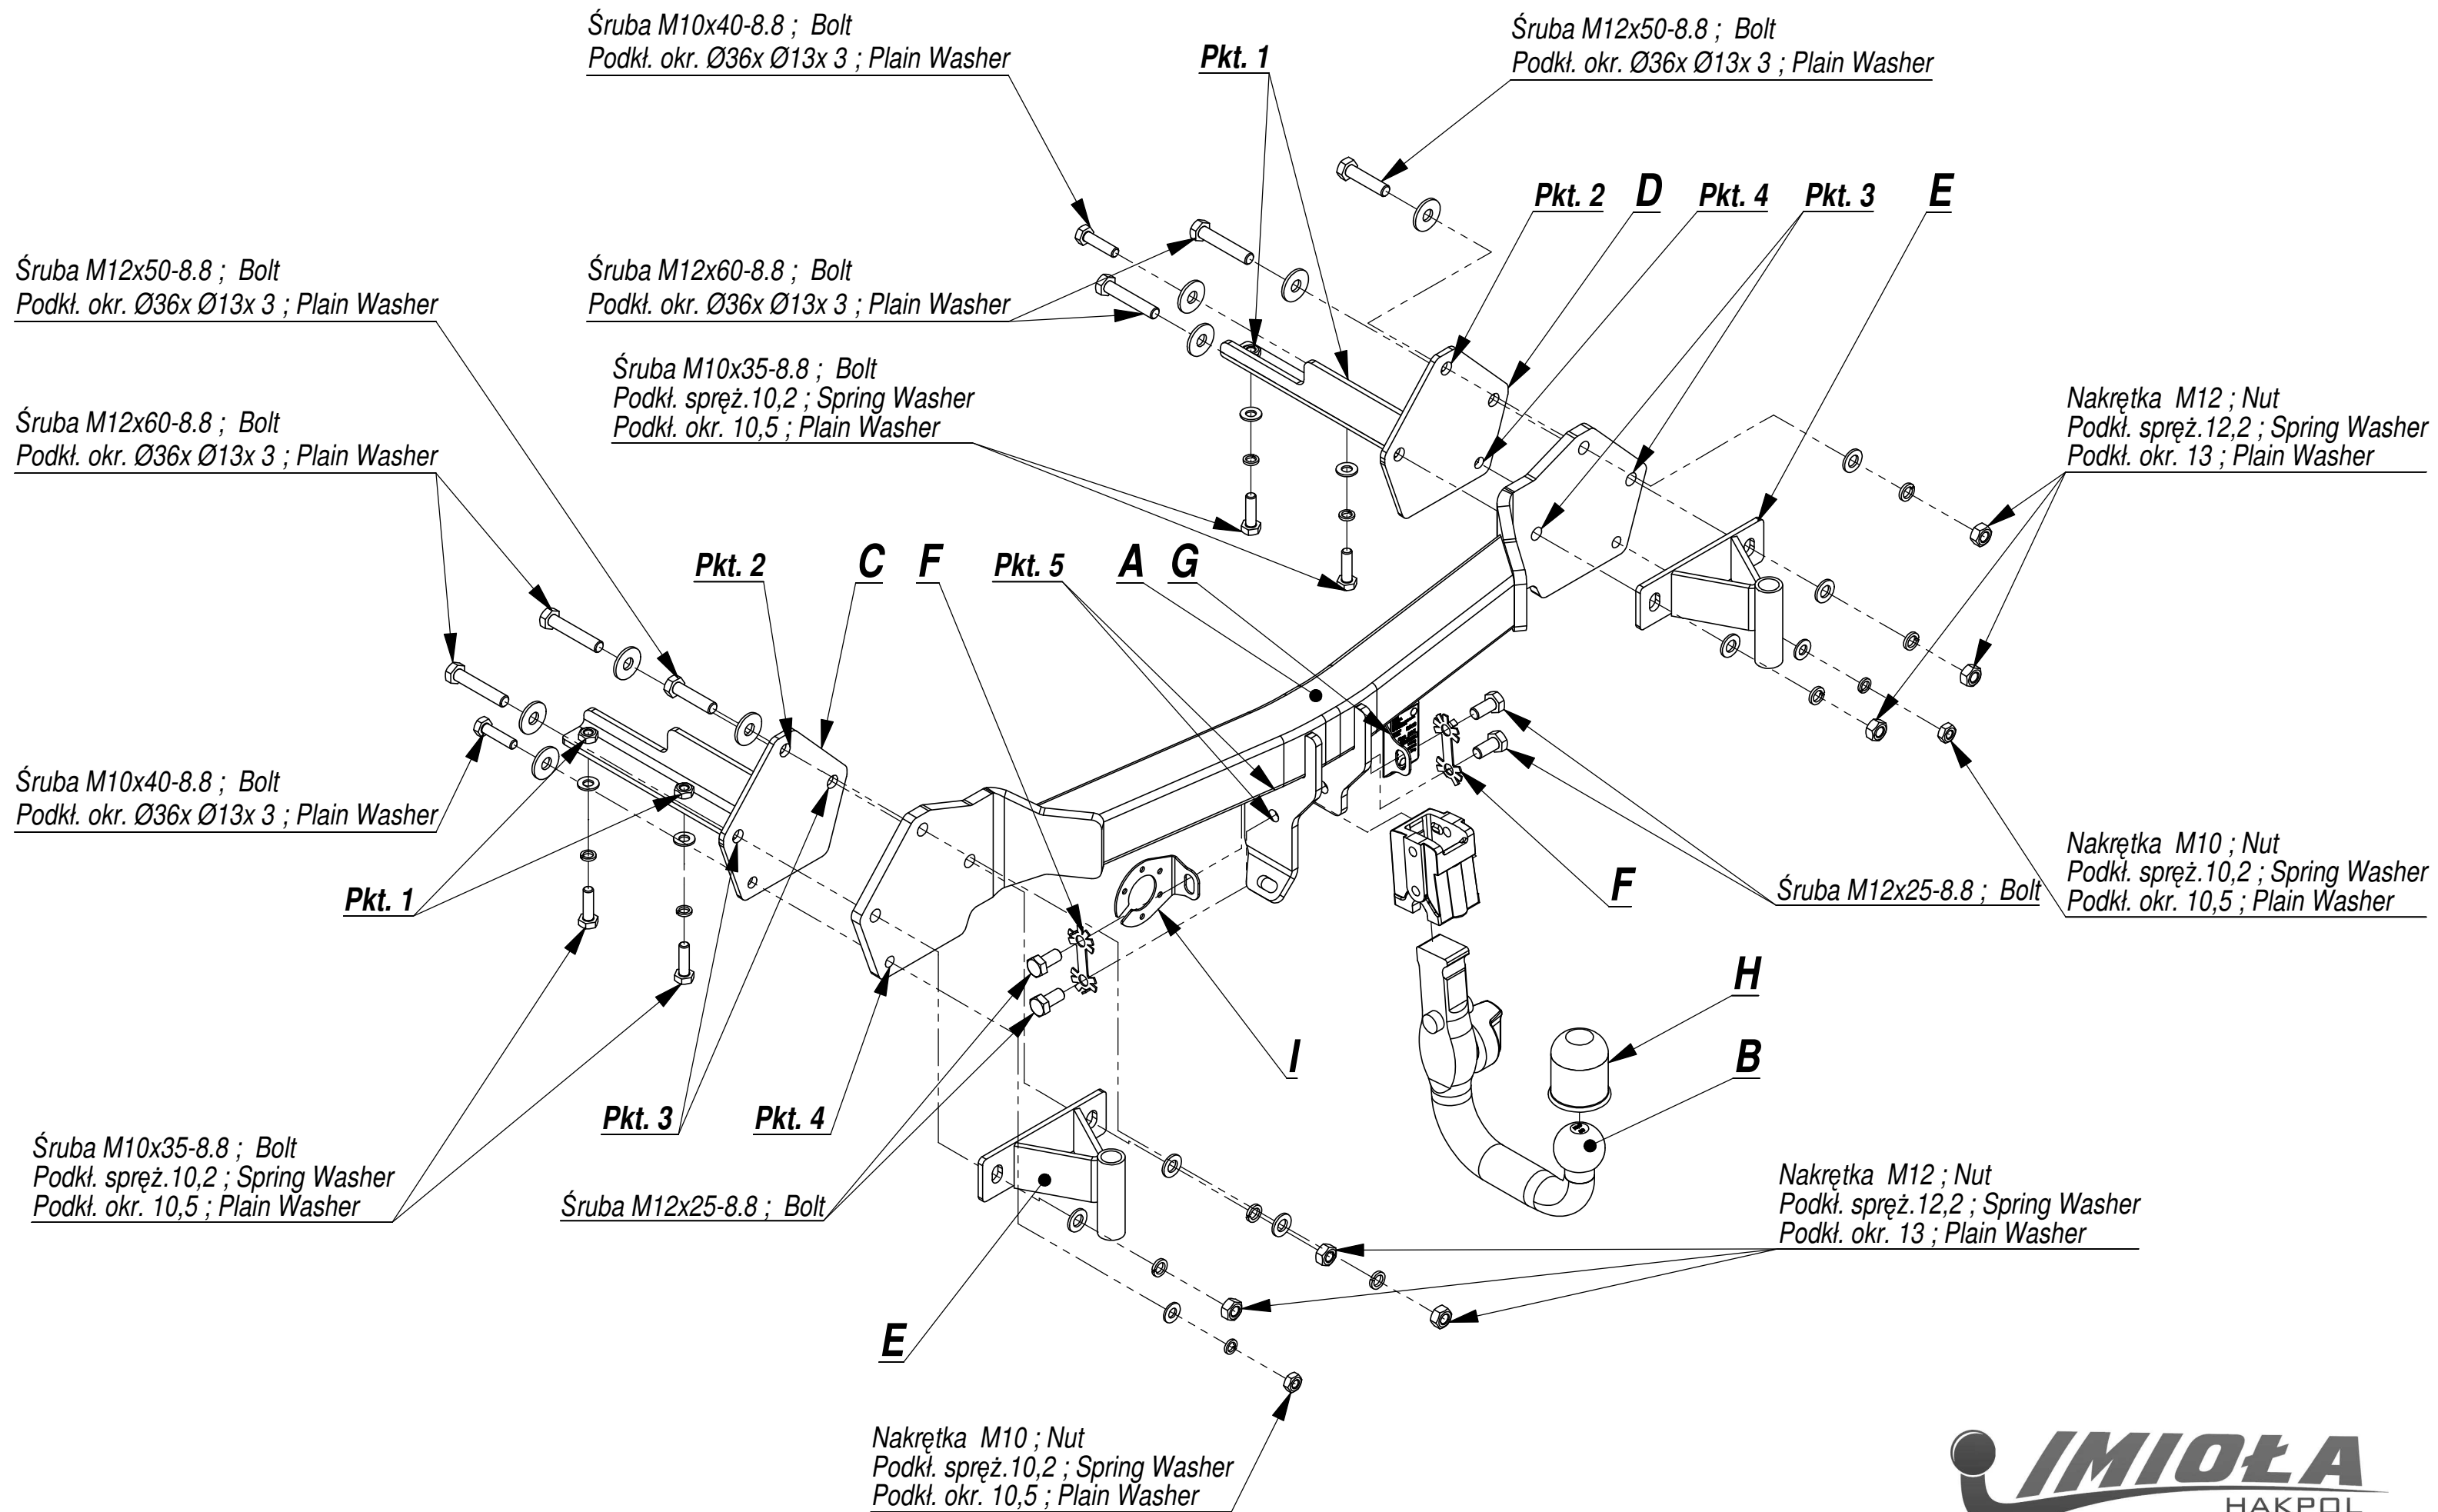 Śruba M10x40-8.8 ; Bolt
Podkł. okr. Ø36x Ø13x 3 ; Plain Washer
Pkt. 1
Śruba M12x50-8.8 ; Bolt
Podkł. okr. Ø36x Ø13x 3 ; Plain Washer
Pkt. 2
D
Pkt. 4
Pkt. 3
E
Śruba M12x50-8.8 ; Bolt
Podkł. okr. Ø36x Ø13x 3 ; Plain Washer
Śruba M12x60-8.8 ; Bolt
Podkł. okr. Ø36x Ø13x 3 ; Plain Washer
Śruba M10x35-8.8 ; Bolt
Podkł. spręż.10,2 ; Spring Washer
Podkł. okr. 10,5 ; Plain Washer
Śruba M12x60-8.8 ; Bolt
Podkł. okr. Ø36x Ø13x 3 ; Plain Washer
Nakrętka M12 ; Nut
Podkł. spręż.12,2 ; Spring Washer
Podkł. okr. 13 ; Plain Washer
Pkt. 2
C
F
Pkt. 5
A
G
Śruba M10x40-8.8 ; Bolt
Podkł. okr. Ø36x Ø13x 3 ; Plain Washer
Pkt. 1
F
Śruba M12x25-8.8 ; Bolt
Nakrętka M10 ; Nut
Podkł. spręż.10,2 ; Spring Washer
Podkł. okr. 10,5 ; Plain Washer
H
I
B
Pkt. 3
Pkt. 4
Śruba M10x35-8.8 ; Bolt
Podkł. spręż.10,2 ; Spring Washer
Podkł. okr. 10,5 ; Plain Washer
Śruba M12x25-8.8 ; Bolt
Nakrętka M12 ; Nut
Podkł. spręż.12,2 ; Spring Washer
Podkł. okr. 13 ; Plain Washer
E
Nakrętka M10 ; Nut
Podkł. spręż.10,2 ; Spring Washer
Podkł. okr. 10,5 ; Plain Washer
IMIOŁA
HAKPOL